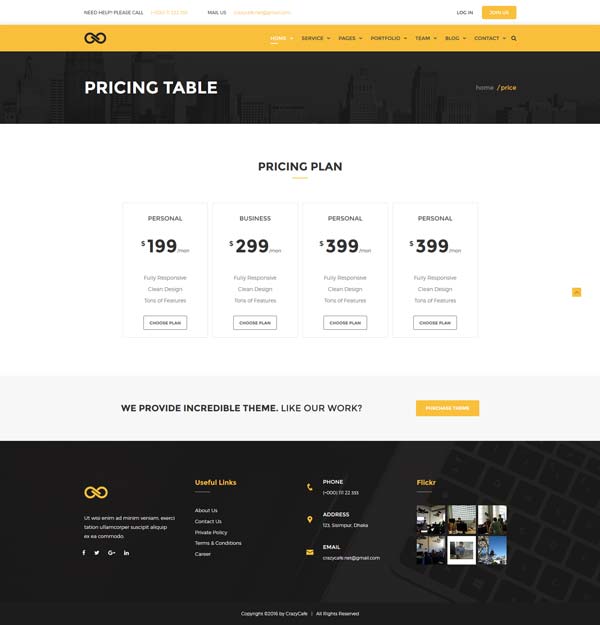 NEED HELP? PLEASE CALL (+000) 111 222 333 MAIL US crazycafe.net@gmail.com LOG IN JOIN US
HOME SERVICE PAGES PORTFOLIO TEAM BLOG CONTACT
PRICING TABLE
home /price
PRICING PLAN
PERSONAL BUSINESS PERSONAL PERSONAL
$199/mon $299/mon $399/mon $399/mon
Fully Responsive Fully Responsive Fully Responsive Fully Responsive
Clean Design Clean Design Clean Design Clean Design
Tons of Features Tons of Features Tons of Features Tons of Features
CHOOSE PLAN CHOOSE PLAN CHOOSE PLAN CHOOSE PLAN
WE PROVIDE INCREDIBLE THEME. LIKE OUR WORK? PURCHASE THEME
Ut wisi enim ad minim veniam, exerci
tation ullamcorper suscipit aliquip
ex ea commodo.
f G+ in
Useful Links
About Us
Contact Us
Private Policy
Terms & Conditions
Career
PHONE
(+000) 111 22 333
ADDRESS
123, Sismpur, Dhaka
EMAIL
crazycafe.net@gmail.com
Flickr
Copyright ©2016 by CrazyCafe | All Rights Reserved